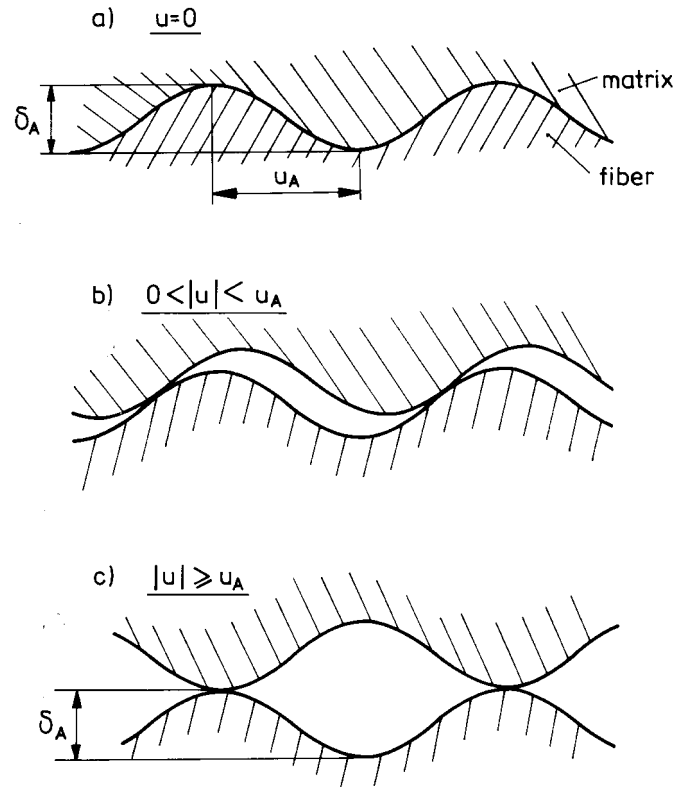 a) u=0
matrix
δA
uA
fiber
b) 0<|u|< uA
c) |u| ⩾ uA
δA